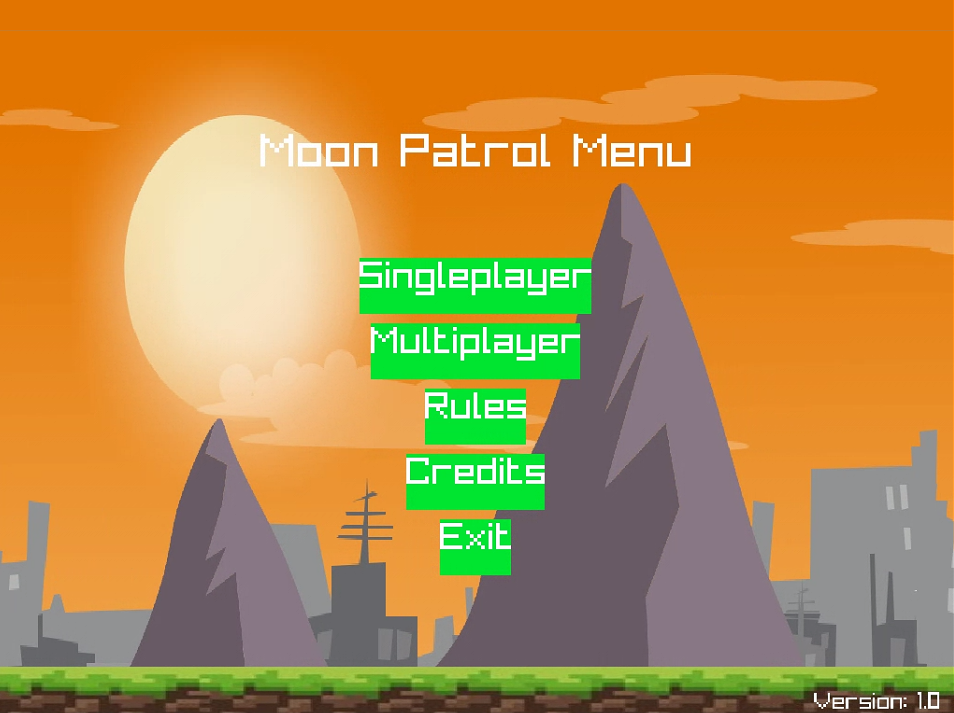 Moon Patrol Menu
Singleplayer
Multiplayer
Rules
Credits
Exit
Version: 1.0